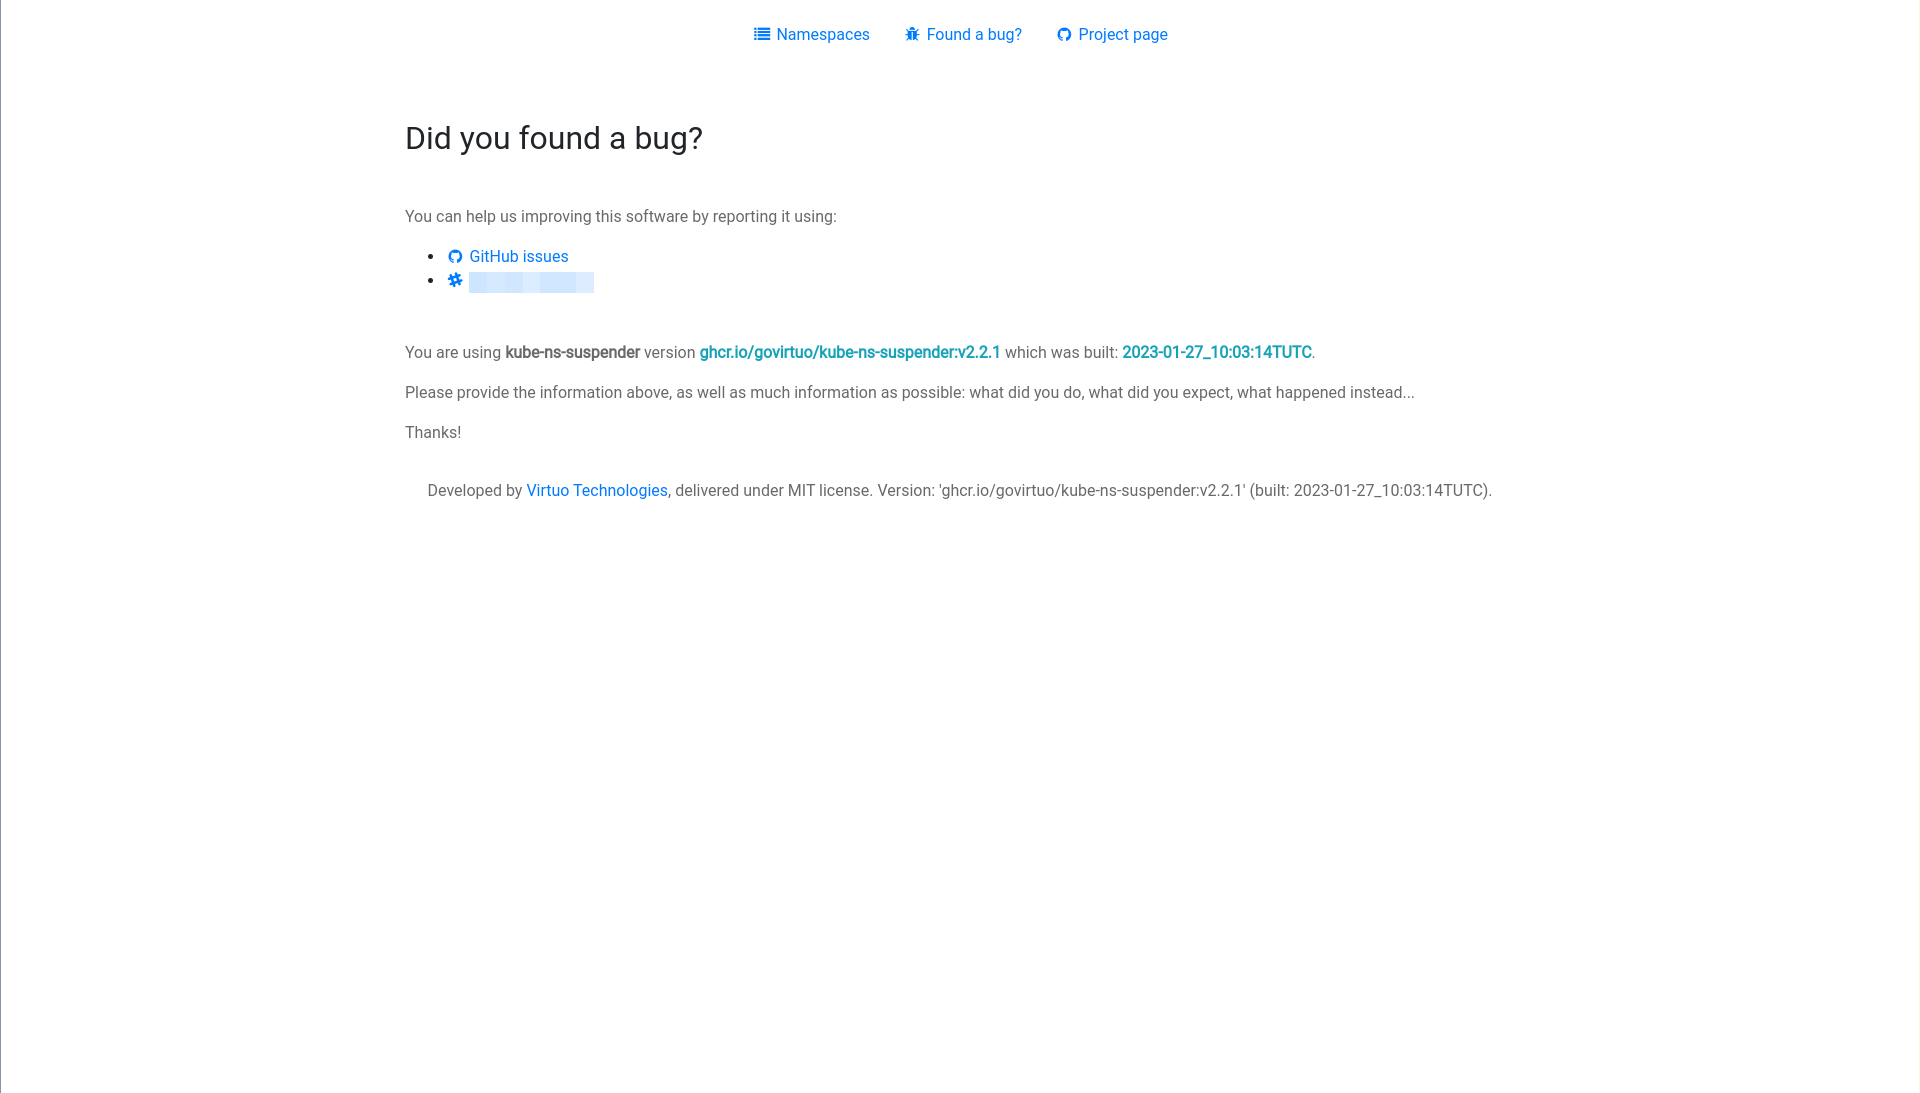 Namespaces Found a bug? Project page
Did you found a bug?
You can help us improving this software by reporting it using:
GitHub issues
You are using kube-ns-suspender version ghcr.io/govirtuo/kube-ns-suspender:v2.2.1 which was built: 2023-01-27_10:03:14TUTC.
Please provide the information above, as well as much information as possible: what did you do, what did you expect, what happened instead...
Thanks!
Developed by Virtuo Technologies, delivered under MIT license. Version: 'ghcr.io/govirtuo/kube-ns-suspender:v2.2.1' (built: 2023-01-27_10:03:14TUTC).